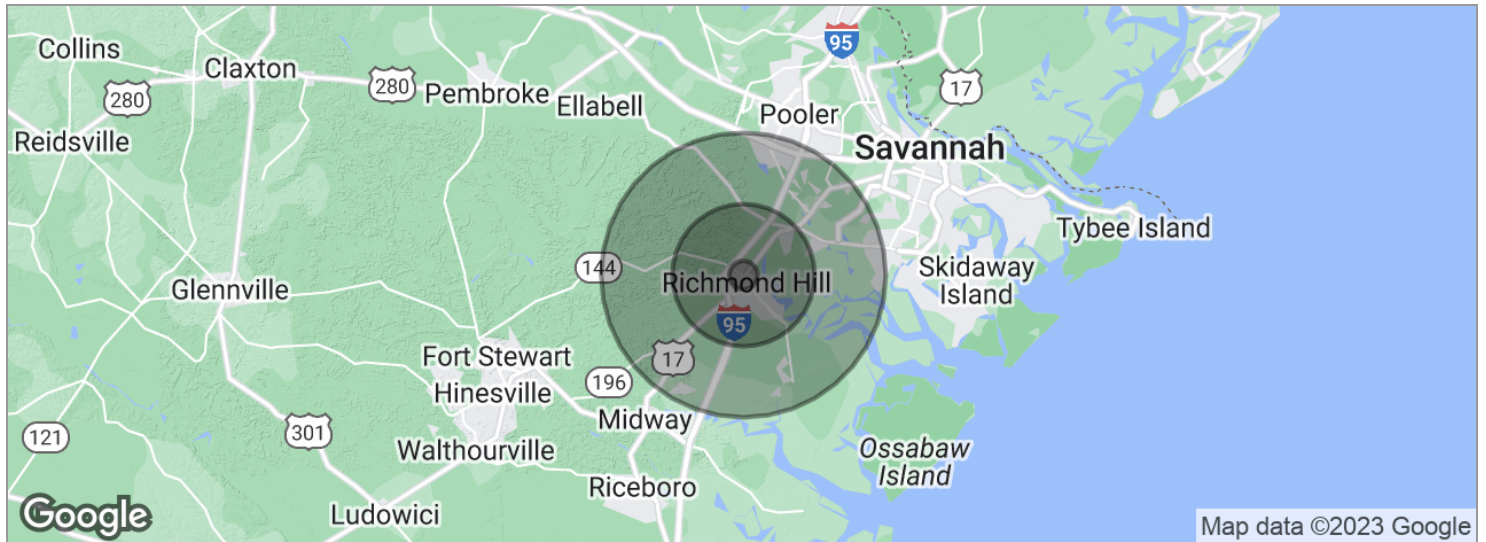 95
Collins
Claxton
280
280
Pembroke
Ellabell
17
Pooler
Reidsville
Savannah
Tybee Island
144
Skidaway
Island
Richmond Hill
Glennville
95
Fort Stewart
17
Hinesville
196
Midway
121
301
Walthourville
Ossabaw
Island
Riceboro
Ludowici
Google
Map data ©2023 Google